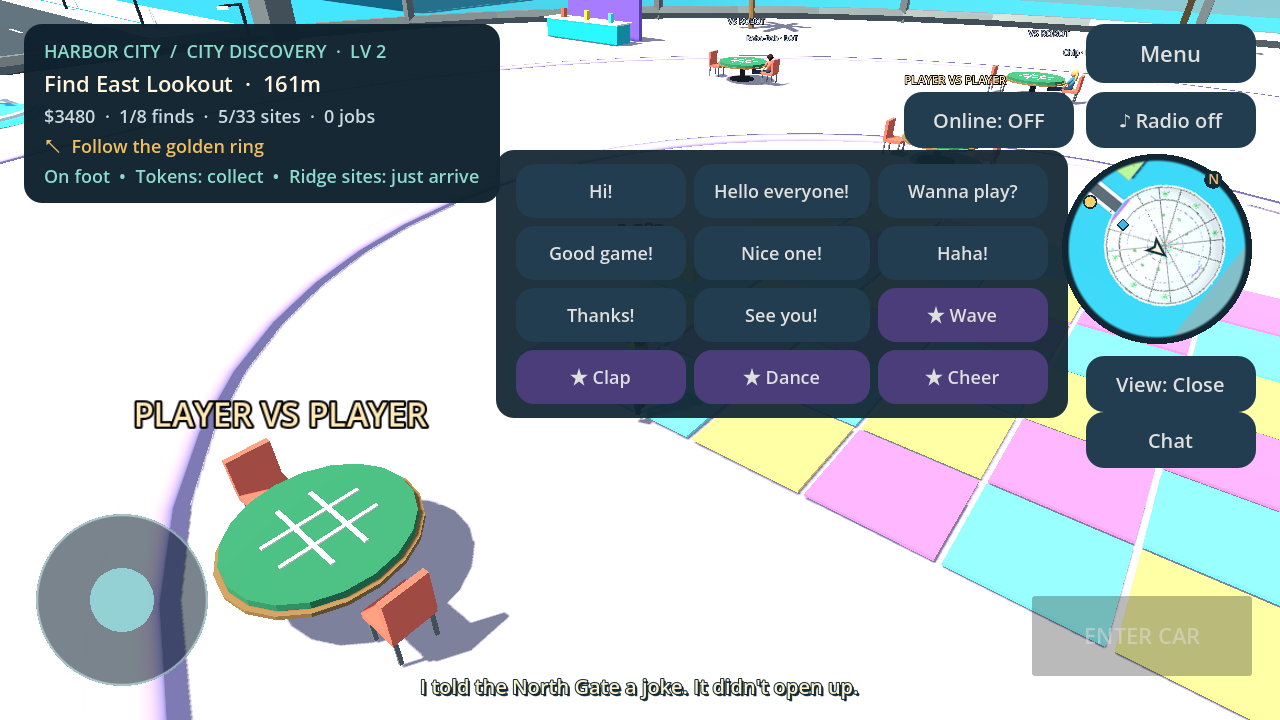 HARBOR CITY / CITY DISCOVERY · LV 2
Find East Lookout · 161m
$3480 · 1/8 finds · 5/33 sites · 0 jobs
↖ Follow the golden ring
On foot • Tokens: collect • Ridge sites: just arrive
VS ROBOT
PLAYER VS PLAYER
Menu
Online: OFF
♪ Radio off
N
Hi!
Hello everyone!
Wanna play?
Good game!
Nice one!
Haha!
Thanks!
See you!
★ Wave
★ Clap
★ Dance
★ Cheer
View: Close
Chat
PLAYER VS PLAYER
ENTER CAR
I told the North Gate a joke. It didn't open up.